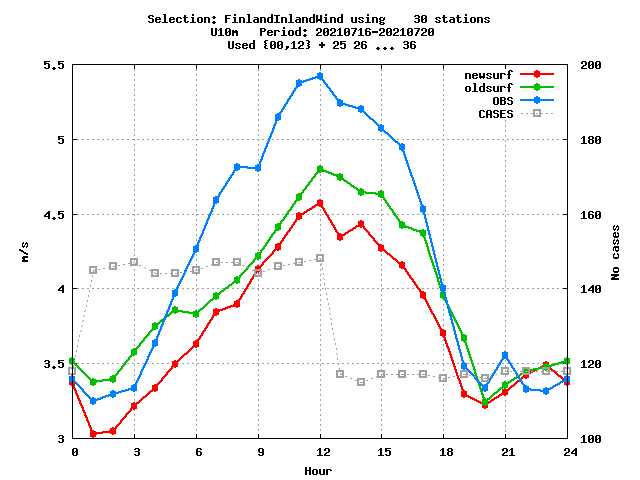 Selection: FinlandInlandWind using    30 stations
U10m   Period: 20210716-20210720
Used {00,12} + 25 26 ... 36
newsurf
oldsurf
OBS
CASES
5.5
5
4.5
4
3.5
3
200
180
160
140
120
100
m/s
No cases
0 3 6 9 12 15 18 21 24
Hour